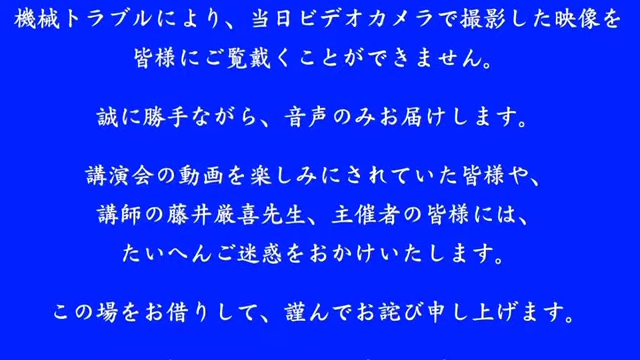 機械トラブルにより、当日ビデオカメラで撮影した映像を
皆様にご覧戴くことができません。
誠に勝手ながら、音声のみお届けします。
講演会の動画を楽しみにされていた皆様や、
講師の藤井厳喜先生、主催者の皆様には、
たいへんご迷惑をおかけいたします。
この場をお借りして、謹んでお詫び申し上げます。